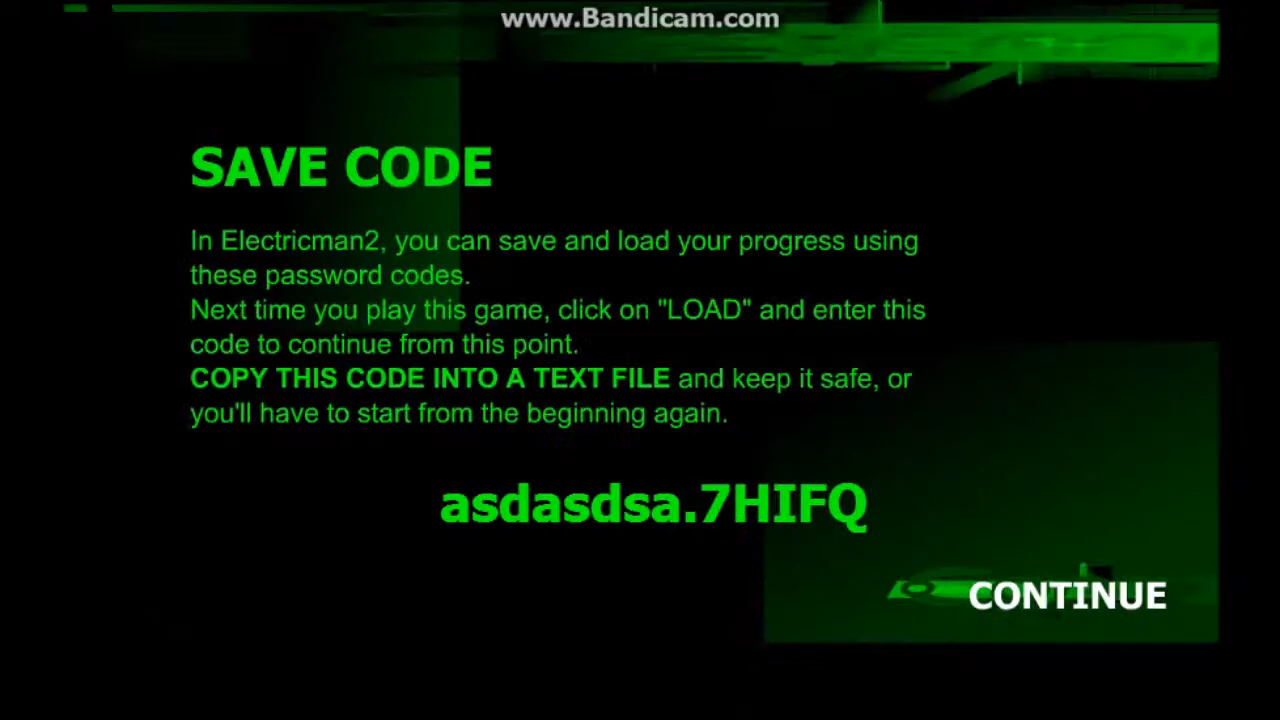 www.Bandicam.com
SAVE CODE
In Electricman2, you can save and load your progress using
these password codes.
Next time you play this game, click on "LOAD" and enter this
code to continue from this point.
COPY THIS CODE INTO A TEXT FILE and keep it safe, or
you'll have to start from the beginning again.
asdasdsa.7HIFQ
CONTINUE